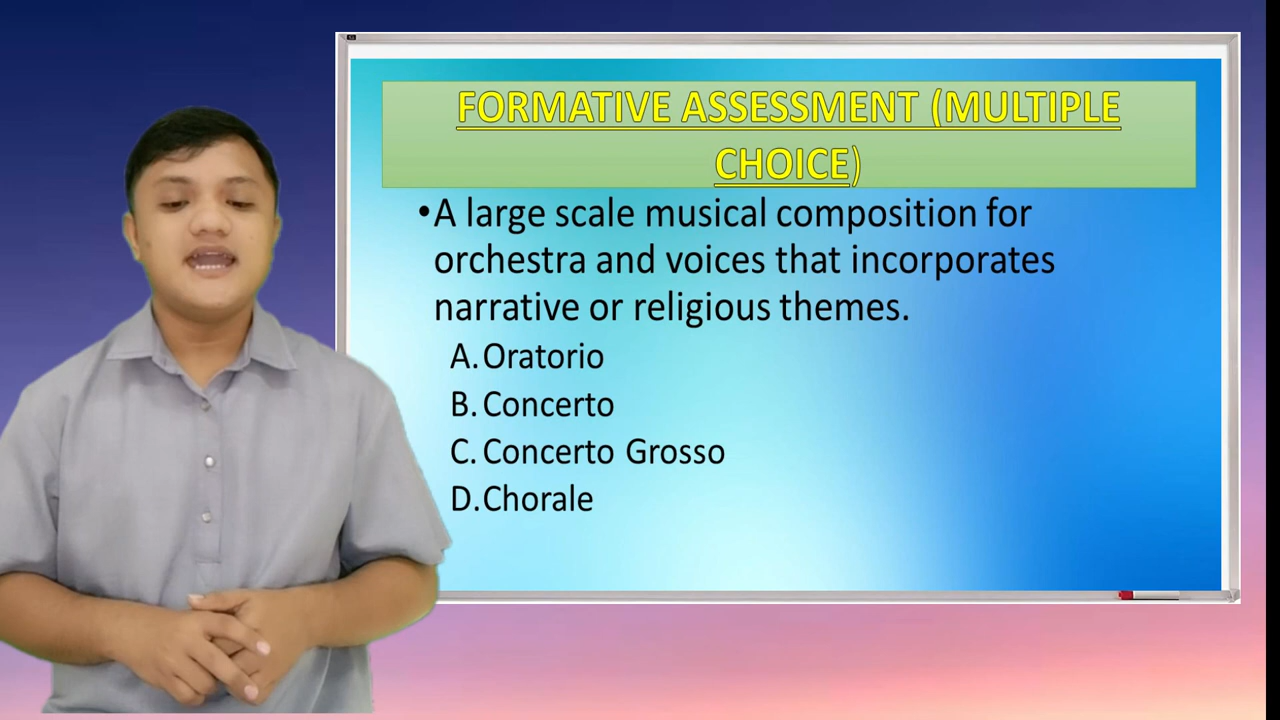 FORMATIVE ASSESSMENT (MULTIPLE
CHOICE)
•A large scale musical composition for
orchestra and voices that incorporates
narrative or religious themes.
A. Oratorio
B. Concerto
C. Concerto Grosso
D. Chorale